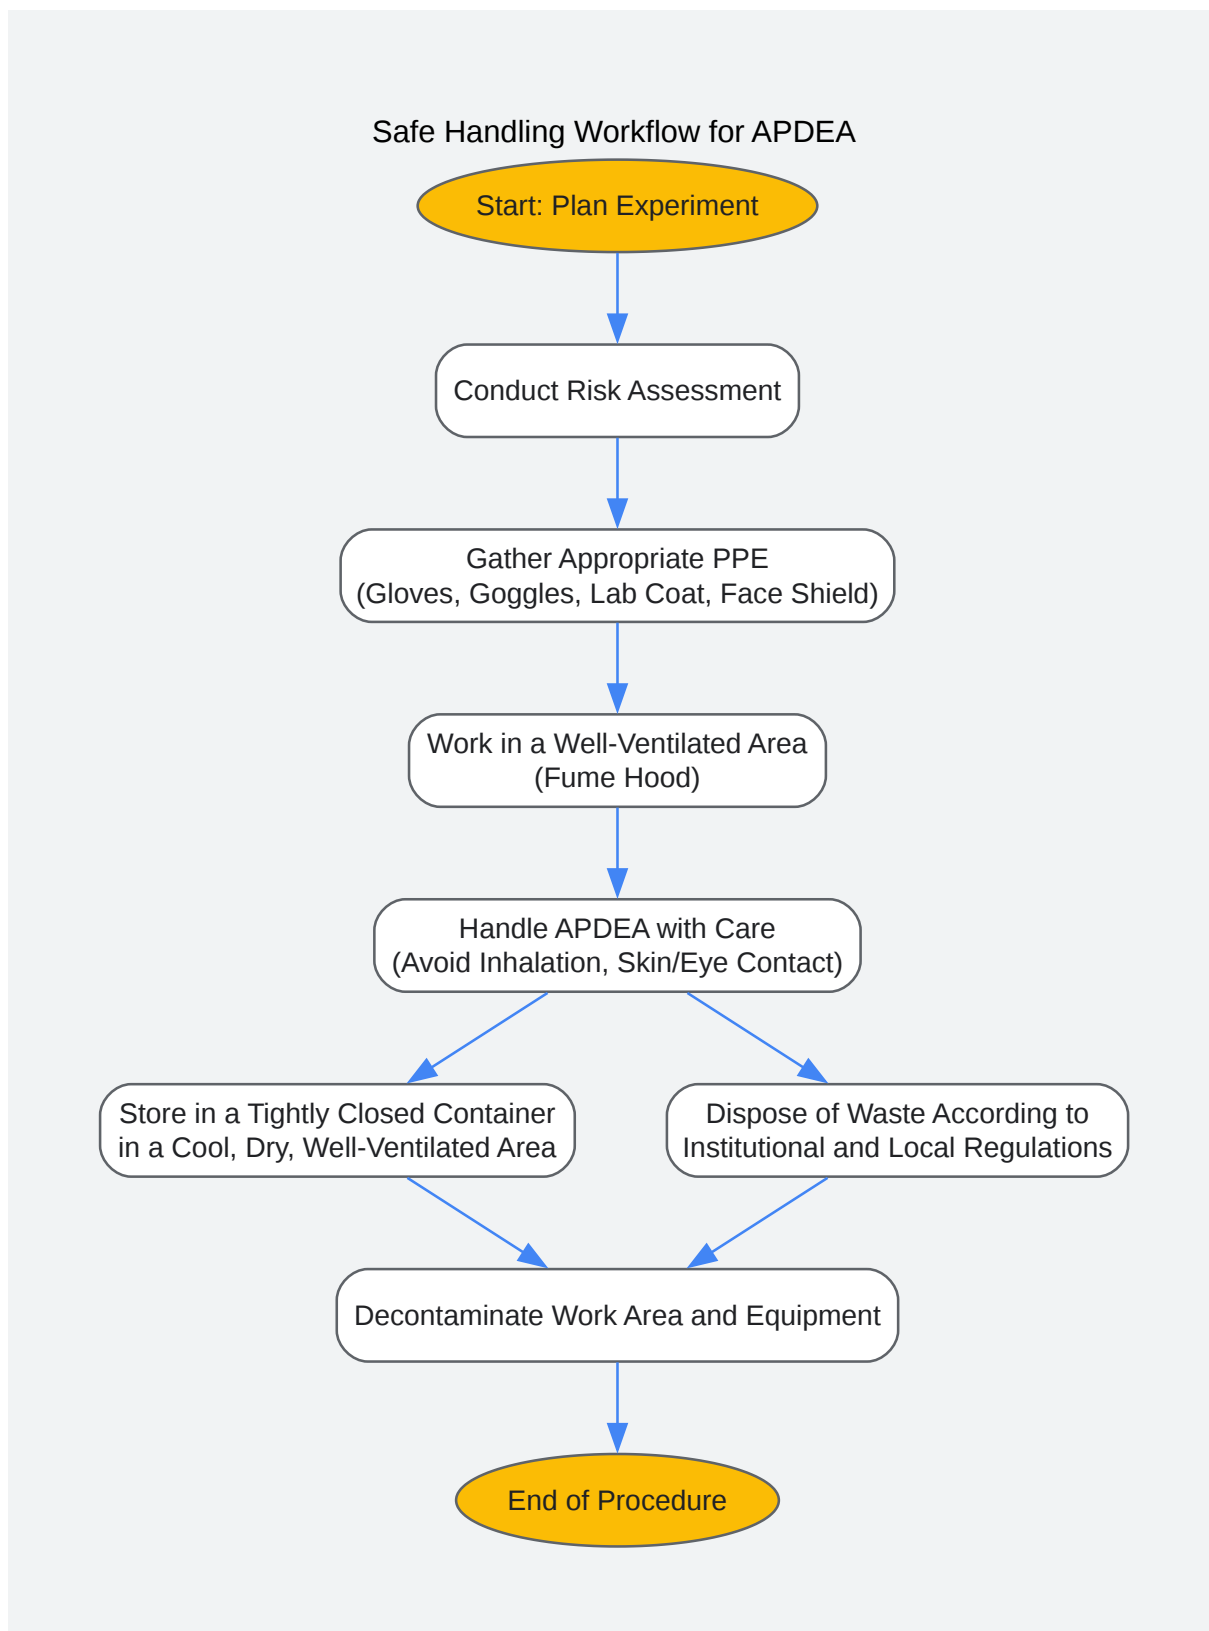 Safe Handling Workflow for APDEA
Start: Plan Experiment
Conduct Risk Assessment
Gather Appropriate PPE
(Gloves, Goggles, Lab Coat, Face Shield)
Work in a Well-Ventilated Area
(Fume Hood)
Handle APDEA with Care
(Avoid Inhalation, Skin/Eye Contact)
Store in a Tightly Closed Container
in a Cool, Dry, Well-Ventilated Area
Dispose of Waste According to
Institutional and Local Regulations
Decontaminate Work Area and Equipment
End of Procedure